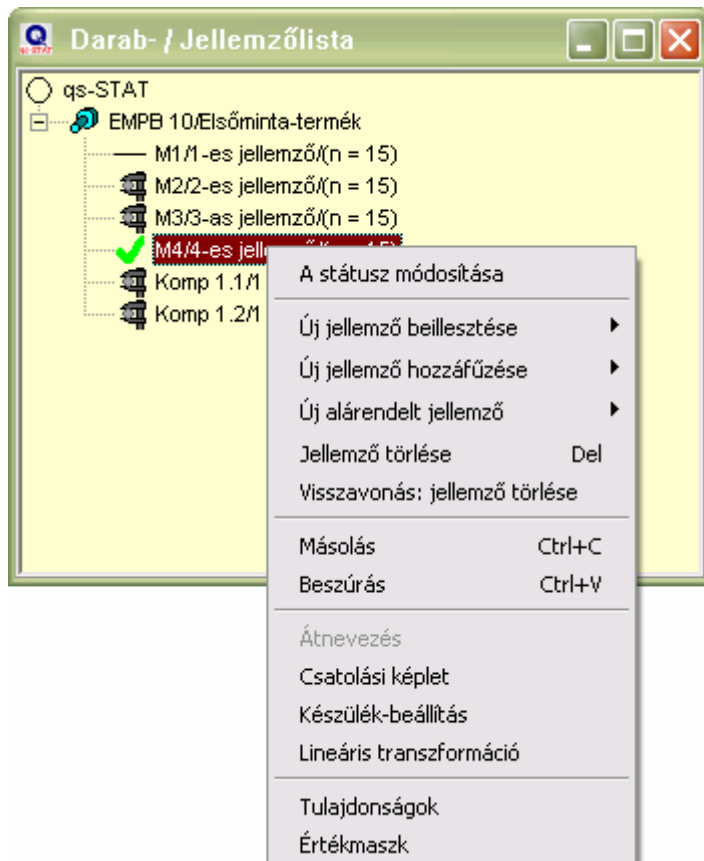 Darab- / Jellemzőlista
qs-STAT
EMPB 10/Elsőminta-termék
M1/1-es jellemző/(n = 15)
M2/2-es jellemző/(n = 15)
M3/3-as jellemző/(n = 15)
M4/4-es jellemző/(n = 15)
Komp 1.1/1
Komp 1.2/1
A státusz módosítása
Új jellemző beillesztése
Új jellemző hozzáfűzése
Új alárendelt jellemző
Jellemző törlése Del
Visszavonás: jellemző törlése
Másolás Ctrl+C
Beszúrás Ctrl+V
Átnevezés
Csatolási képlet
Készülék-beállítás
Lineáris transzformáció
Tulajdonságok
Értékmaszk